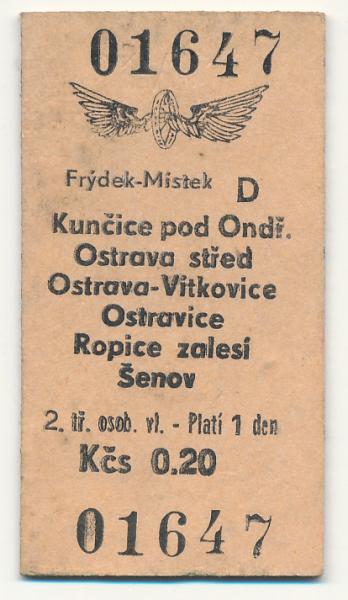 01647
Frýdek-Místek D
Kunčice pod Ondř.
Ostrava střed
Ostrava-Vítkovice
Ostravice
Ropice zalesí
Šenov
2. tř. osob. vl. - Platí 1 den
Kčs 0.20
01647